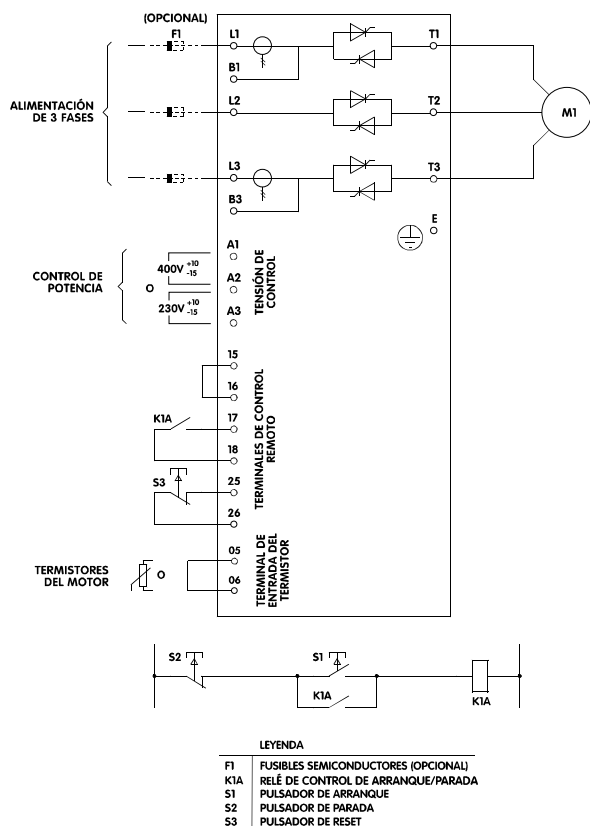 (OPCIONAL)
F1
L1
T1
B1
ALIMENTACIÓN
DE 3 FASES
L2
T2
M1
L3
T3
B3
E
CONTROL DE
POTENCIA
A1
400V +10 -15
O
A2
230V +10 -15
A3
TENSIÓN DE
CONTROL
15
16
K1A
17
18
S3
25
26
TERMINALES DE CONTROL
REMOTO
TERMISTORES
DEL MOTOR
O
05
06
TERMINAL DE
ENTRADA DEL
TERMISTOR
S2
S1
K1A
K1A
LEYENDA
F1 FUSIBLES SEMICONDUCTORES (OPCIONAL)
K1A RELÉ DE CONTROL DE ARRANQUE/PARADA
S1 PULSADOR DE ARRANQUE
S2 PULSADOR DE PARADA
S3 PULSADOR DE RESET